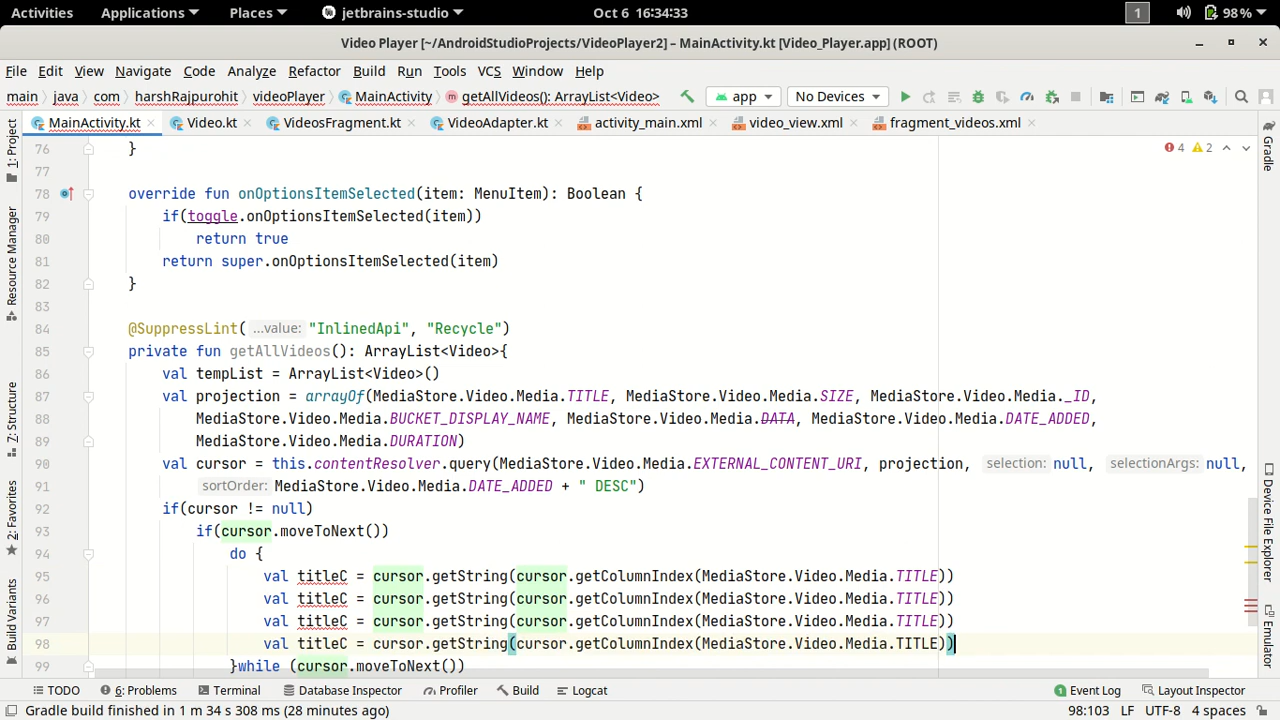 Activities Applications Places jetbrains-studio Oct 6 16:34:33 1 98%
Video Player [~/AndroidStudioProjects/VideoPlayer2] – MainActivity.kt [Video_Player.app] (ROOT)
File Edit View Navigate Code Analyze Refactor Build Run Tools VCS Window Help
main java com harshRajpurohit videoPlayer MainActivity m getAllVideos(): ArrayList<Video> app No Devices
MainActivity.kt Video.kt VideosFragment.kt VideoAdapter.kt activity_main.xml video_view.xml fragment_videos.xml
1: Project
Resource Manager
Z: Structure
2: Favorites
Build Variants
4 2
76 }
77
78 override fun onOptionsItemSelected(item: MenuItem): Boolean {
79 if(toggle.onOptionsItemSelected(item))
80 return true
81 return super.onOptionsItemSelected(item)
82 }
83
84 @SuppressLint( ...value: "InlinedApi", "Recycle")
85 private fun getAllVideos(): ArrayList<Video>{
86 val tempList = ArrayList<Video>()
87 val projection = arrayOf(MediaStore.Video.Media.TITLE, MediaStore.Video.Media.SIZE, MediaStore.Video.Media._ID,
88 MediaStore.Video.Media.BUCKET_DISPLAY_NAME, MediaStore.Video.Media.DATA, MediaStore.Video.Media.DATE_ADDED,
89 MediaStore.Video.Media.DURATION)
90 val cursor = this.contentResolver.query(MediaStore.Video.Media.EXTERNAL_CONTENT_URI, projection, selection: null, selectionArgs: null,
91 sortOrder: MediaStore.Video.Media.DATE_ADDED + " DESC")
92 if(cursor != null)
93 if(cursor.moveToNext())
94 do {
95 val titleC = cursor.getString(cursor.getColumnIndex(MediaStore.Video.Media.TITLE))
96 val titleC = cursor.getString(cursor.getColumnIndex(MediaStore.Video.Media.TITLE))
97 val titleC = cursor.getString(cursor.getColumnIndex(MediaStore.Video.Media.TITLE))
98 val titleC = cursor.getString(cursor.getColumnIndex(MediaStore.Video.Media.TITLE))
99 }while (cursor.moveToNext())
Gradle
Device File Explorer
Emulator
TODO 6: Problems Terminal Database Inspector Profiler Build Logcat 1 Event Log Layout Inspector
Gradle build finished in 1 m 34 s 308 ms (28 minutes ago) 98:103 LF UTF-8 4 spaces